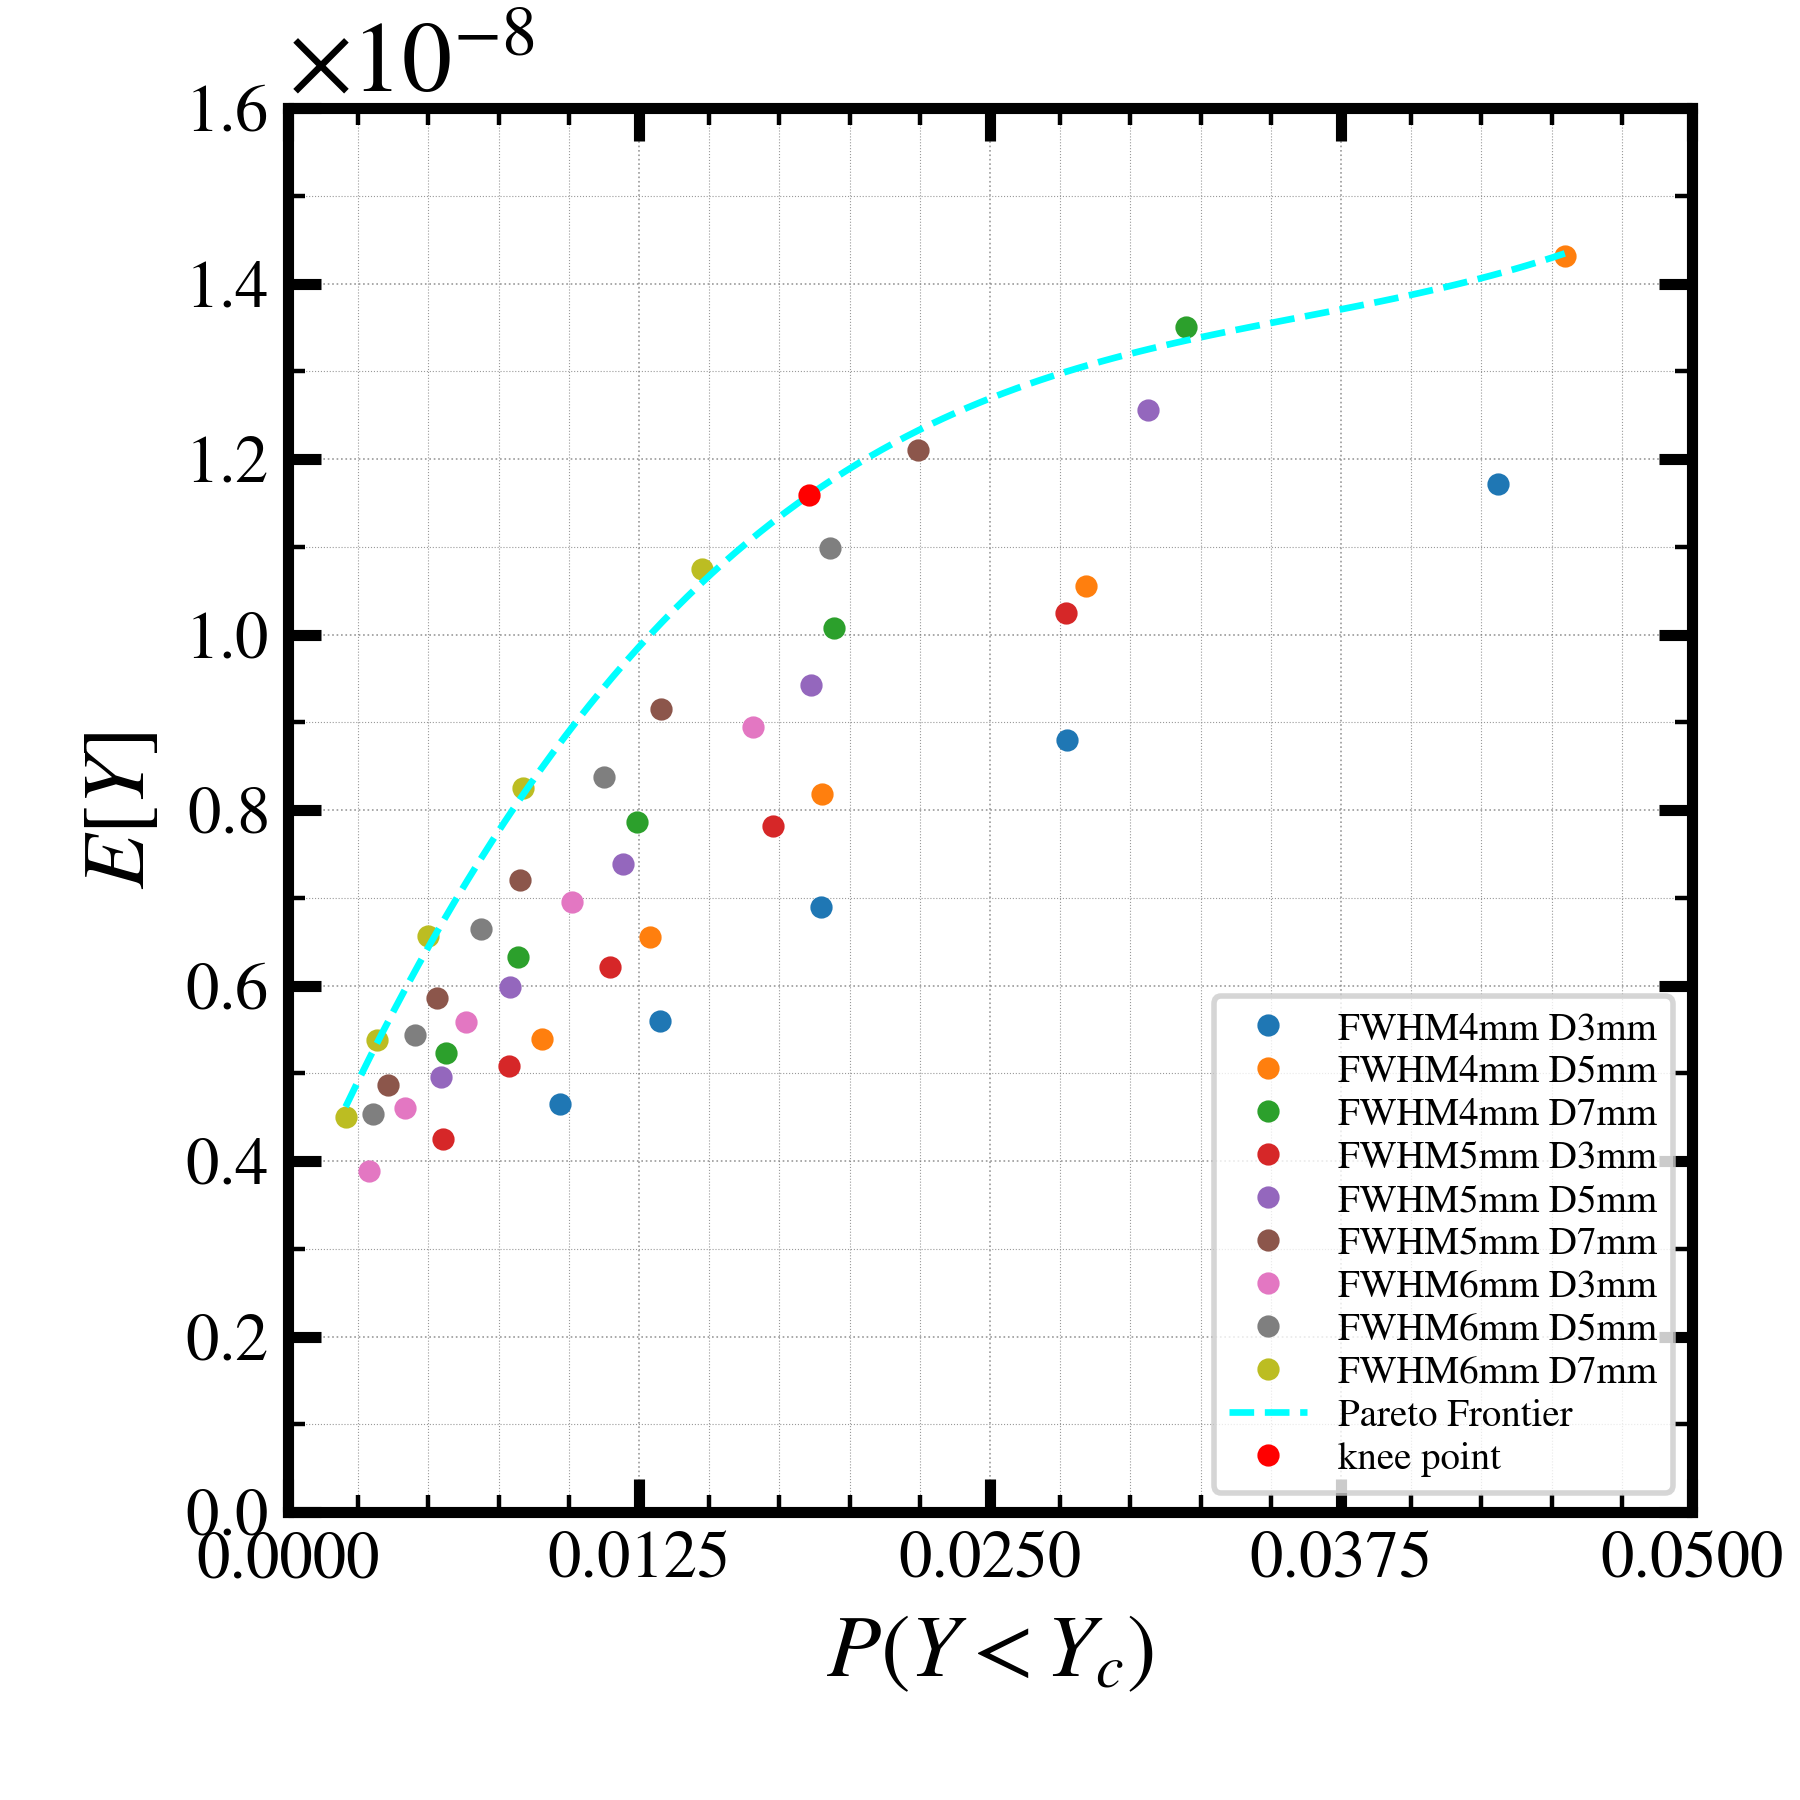 ×10⁻⁸
1.6
1.4
1.2
1.0
0.8
0.6
0.4
0.2
0.0
E[Y]
0.0000 0.0125 0.0250 0.0375 0.0500
P(Y < Y_c)
FWHM4mm D3mm
FWHM4mm D5mm
FWHM4mm D7mm
FWHM5mm D3mm
FWHM5mm D5mm
FWHM5mm D7mm
FWHM6mm D3mm
FWHM6mm D5mm
FWHM6mm D7mm
Pareto Frontier
knee point